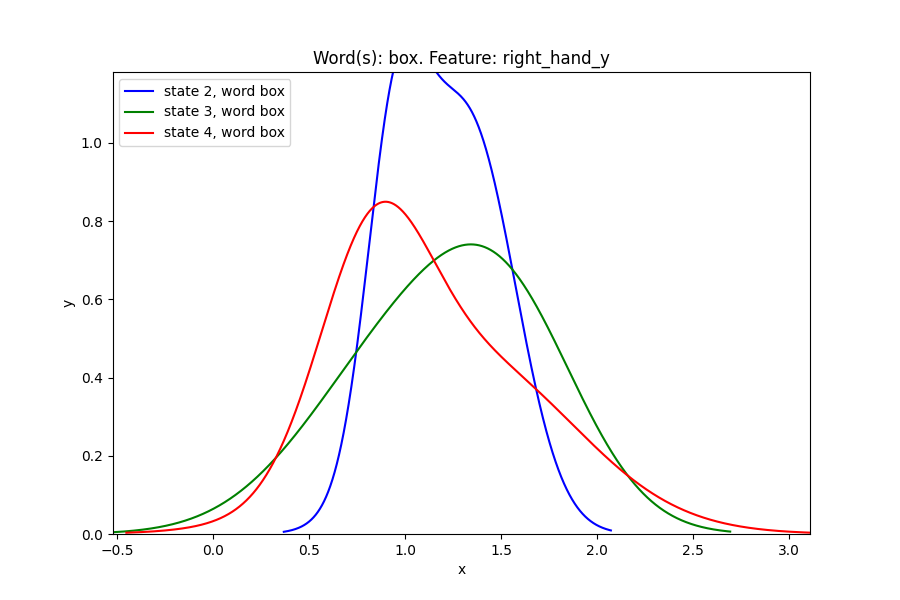 Word(s): box. Feature: right_hand_y
state 2, word box
state 3, word box
state 4, word box
y
1.0
0.8
0.6
0.4
0.2
0.0
−0.5 0.0 0.5 1.0 1.5 2.0 2.5 3.0
x